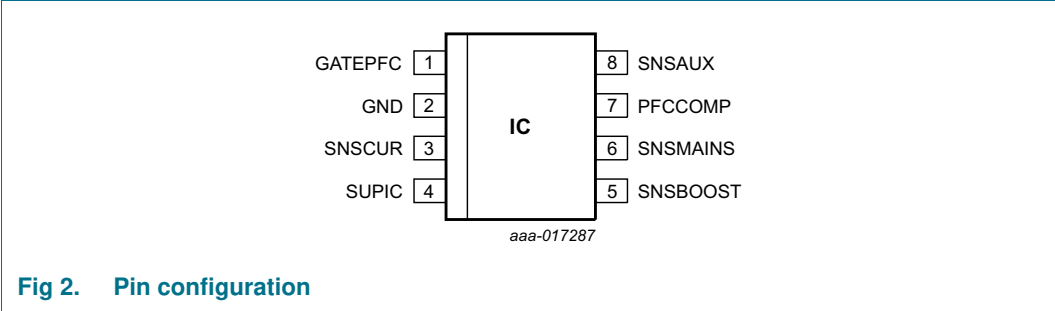 GATEPFC 1 8 SNSAUX
GND 2 7 PFCCOMP
IC
SNSCUR 3 6 SNSMAINS
SUPIC 4 5 SNSBOOST
aaa-017287
Fig 2. Pin configuration